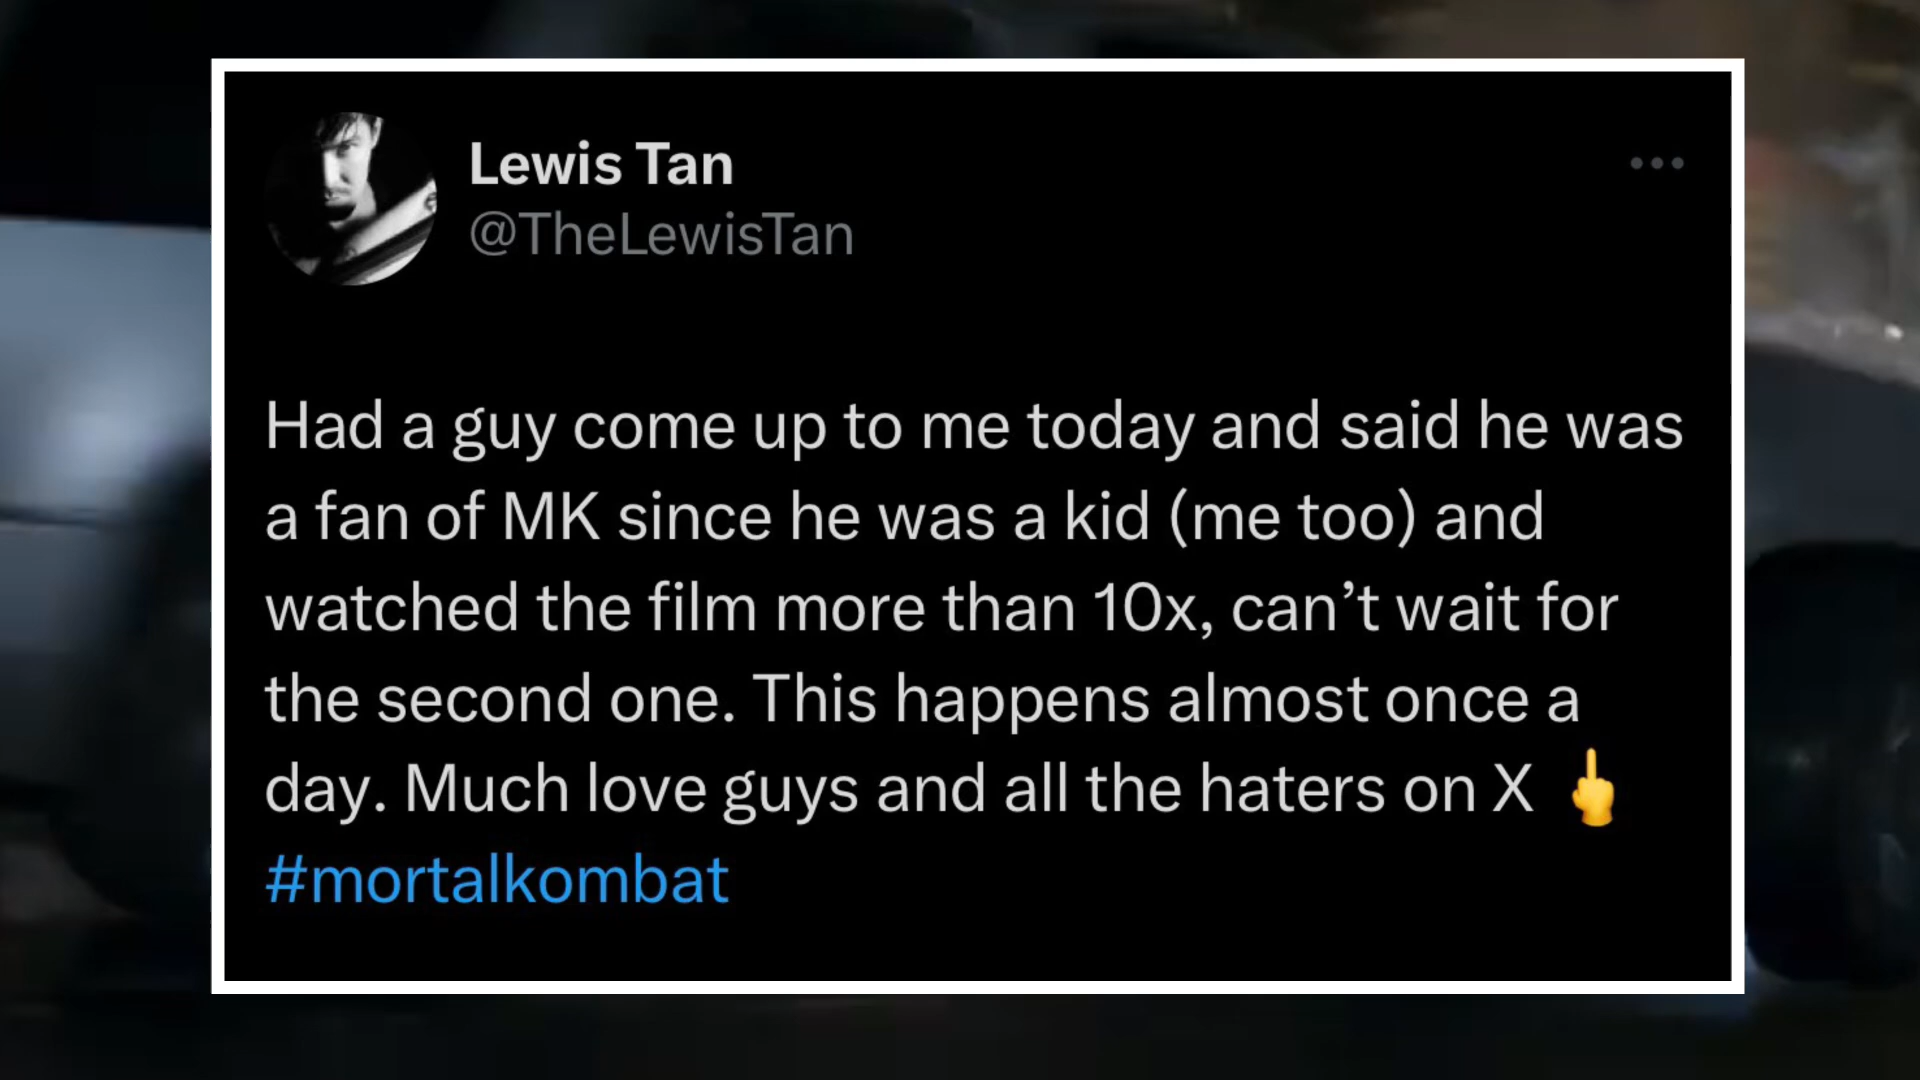 Lewis Tan
@TheLewisTan
Had a guy come up to me today and said he was
a fan of MK since he was a kid (me too) and
watched the film more than 10x, can’t wait for
the second one. This happens almost once a
day. Much love guys and all the haters on X 🖕
#mortalkombat